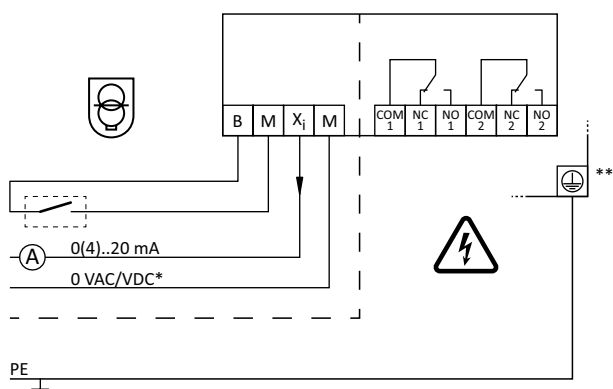 B M Xi M COM 1 NC 1 NO 1 COM 2 NC 2 NO 2
**
A 0(4)..20 mA
0 VAC/VDC*
PE